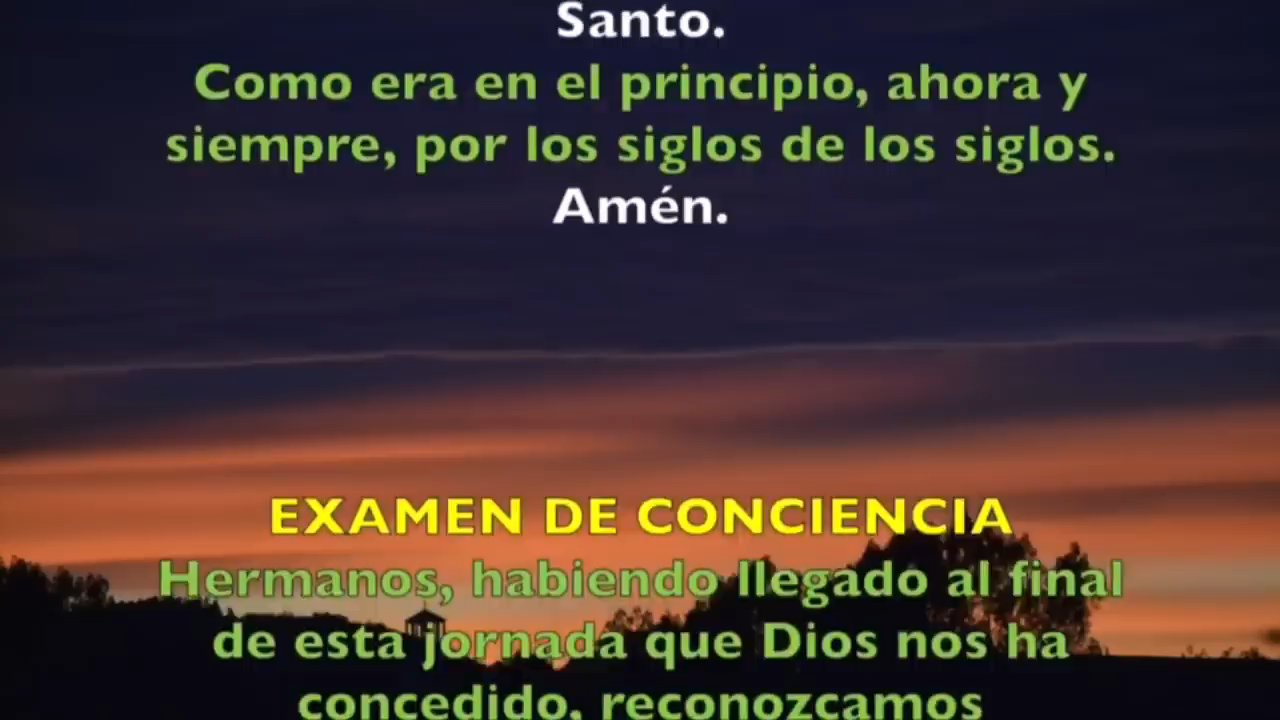 Santo.
Como era en el principio, ahora y
siempre, por los siglos de los siglos.
Amén.
EXAMEN DE CONCIENCIA
Hermanos, habiendo llegado al final
de esta jornada que Dios nos ha
concedido, reconozcamos